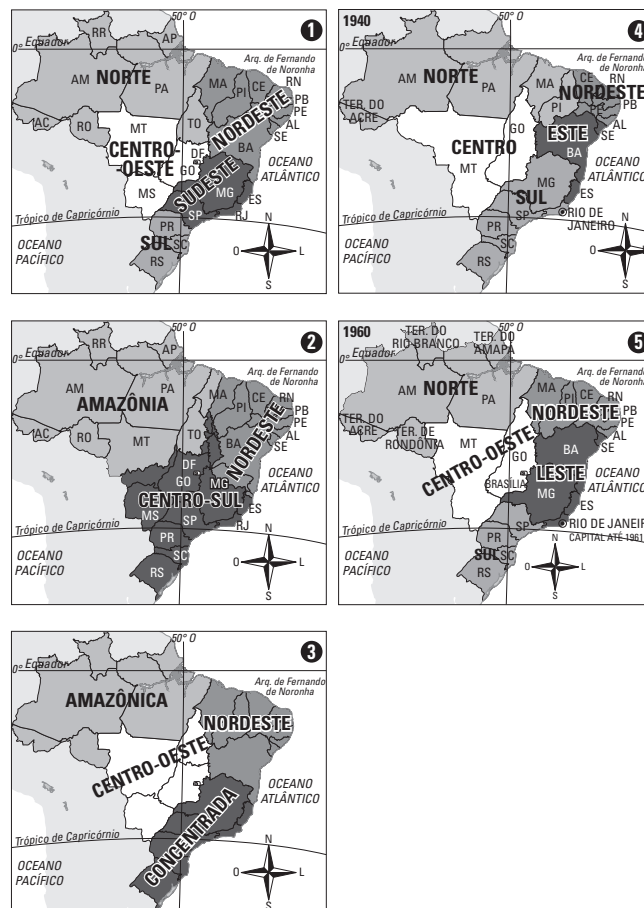 50° O
1
0° Equador
RR
AP
Arq. de Fernando
de Noronha
AM
NORTE
PA
MA
CE
RN
PI
PB
PE
AC
RO
TO
AL
SE
MT
NORDESTE
BA
CENTRO-
OESTE
DF
GO
OCEANO
ATLÂNTICO
MS
SUDESTE
MG
ES
Trópico de Capricórnio
SP
RJ
PR
SUL
SC
RS
OCEANO
PACÍFICO
N
O
L
S
50° O
2
0° Equador
RR
AP
Arq. de Fernando
de Noronha
AM
PA
MA
CE
RN
AMAZÔNIA
PI
PB
PE
AC
RO
TO
AL
SE
MT
BA
NORDESTE
DF
GO
MG
OCEANO
ATLÂNTICO
CENTRO-SUL
MS
ES
Trópico de Capricórnio
SP
RJ
PR
SC
RS
OCEANO
PACÍFICO
N
O
L
S
50° O
3
0° Equador
Arq. de Fernando
de Noronha
AMAZÔNICA
NORDESTE
CENTRO-OESTE
OCEANO
ATLÂNTICO
CONCENTRADA
Trópico de Capricórnio
OCEANO
PACÍFICO
N
O
L
S
1940
50° O
4
0° Equador
Arq. de Fernando
de Noronha
AM
NORTE
PA
MA
CE
RN
NORDESTE
PI
PB
PE
TER. DO
ACRE
AL
SE
GO
ESTE
CENTRO
BA
OCEANO
ATLÂNTICO
MT
MG
SUL
ES
Trópico de Capricórnio
SP
RIO DE
JANEIRO
PR
SC
RS
OCEANO
PACÍFICO
N
O
L
S
1960
50° O
5
TER. DO
RIO BRANCO
TER. DO
AMAPÁ
0° Equador
Arq. de Fernando
de Noronha
AM
NORTE
PA
MA
CE
RN
PI
NORDESTE
PB
PE
TER. DO
ACRE
TER. DE
RONDÔNIA
AL
SE
MT
CENTRO-OESTE
GO
BA
BRASÍLIA
LESTE
OCEANO
ATLÂNTICO
MG
ES
Trópico de Capricórnio
SP
RIO DE JANEIR
CAPITAL ATÉ 1961
PR
SUL
SC
RS
OCEANO
PACÍFICO
N
O
L
S